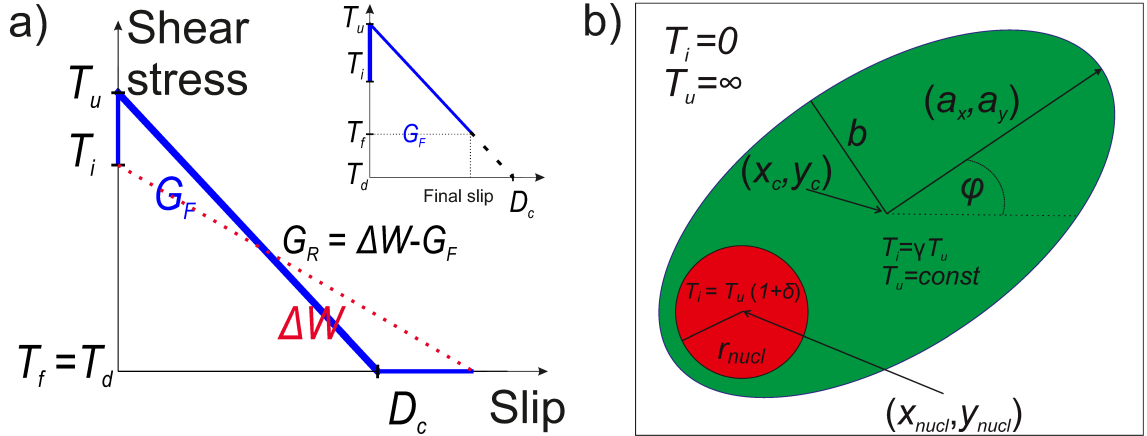 a)
Shear
stress
T_u
T_i
G_F
G_R = ΔW-G_F
ΔW
T_f = T_d
D_c
Slip
T_u
T_i
T_f
G_F
T_d
Final slip
D_c
b)
T_i=0
T_u=∞
(a_x,a_y)
b
(x_c,y_c)
φ
T_i=γT_u
T_u=const
T_i = T_u (1+δ)
r_nucl
(x_nucl,y_nucl)